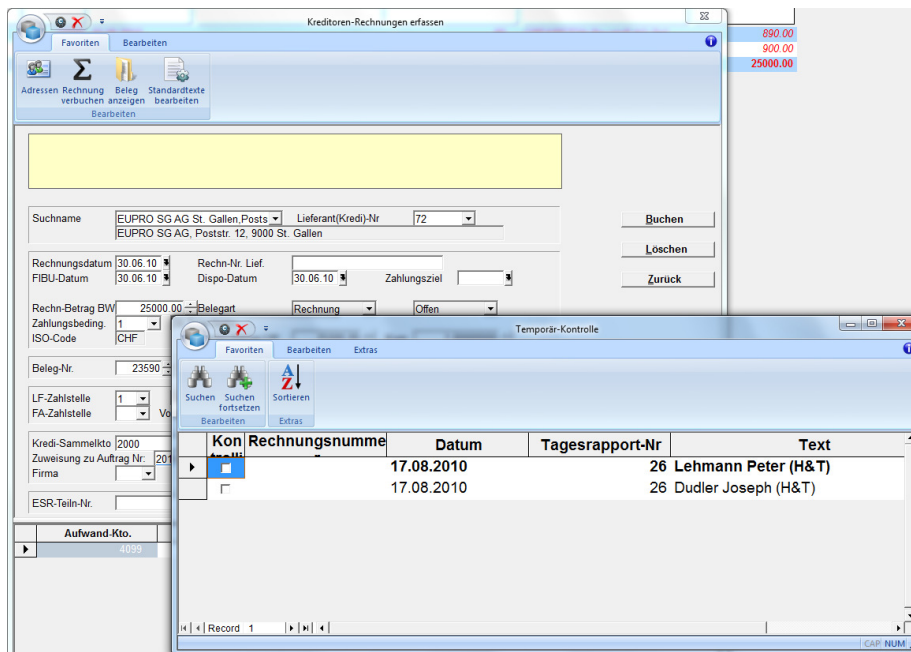 Kreditoren-Rechnungen erfassen
Favoriten Bearbeiten
890.00
900.00
25000.00
Adressen Rechnung verbuchen Beleg anzeigen Standardtexte bearbeiten
Bearbeiten
Suchname EUPRO SG AG St. Gallen,Posts Lieferant(Kredi)-Nr 72
EUPRO SG AG, Poststr. 12, 9000 St. Gallen
Buchen
Löschen
Zurück
Rechnungsdatum 30.06.10 Rechn-Nr. Lief.
FIBU-Datum 30.06.10 Dispo-Datum 30.06.10 Zahlungsziel
Rechn-Betrag BW 25000.00 Belegart Rechnung Offen
Zahlungsbeding. 1
ISO-Code CHF
Beleg-Nr. 23590
LF-Zahlstelle 1
FA-Zahlstelle Vo
Kredi-Sammelkto 2000
Zuweisung zu Auftrag Nr: 201
Firma
ESR-Teiln-Nr.
Aufwand-Kto.
4099
Temporär-Kontrolle
Favoriten Bearbeiten Extras
Suchen Suchen fortsetzen Sortieren
Bearbeiten Extras
Kon Rechnungsnumme Datum Tagesrapport-Nr Text
17.08.2010 26 Lehmann Peter (H&T)
17.08.2010 26 Dudler Joseph (H&T)
Record 1
CAP NUM